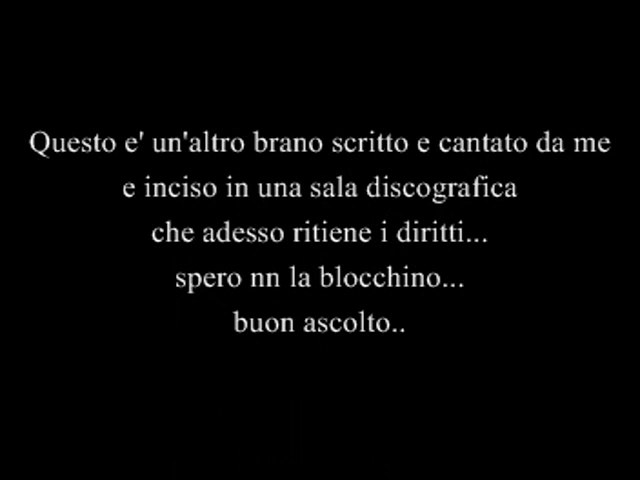 Questo e' un'altro brano scritto e cantato da me
e inciso in una sala discografica
che adesso ritiene i diritti...
spero nn la blocchino...
buon ascolto..